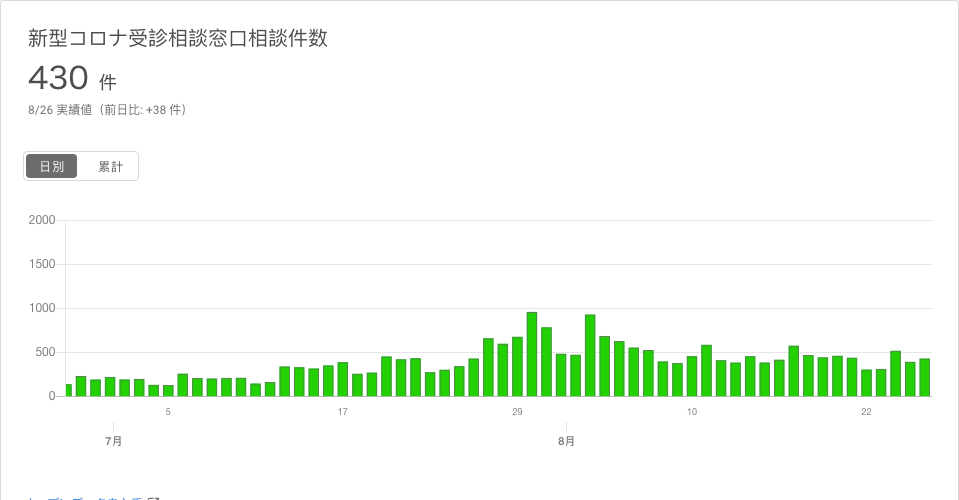 新型コロナ受診相談窓口相談件数
430 件
8/26 実績値（前日比: +38 件）
日別 累計
2000
1500
1000
500
0
5 17 29 10 22
7月 8月